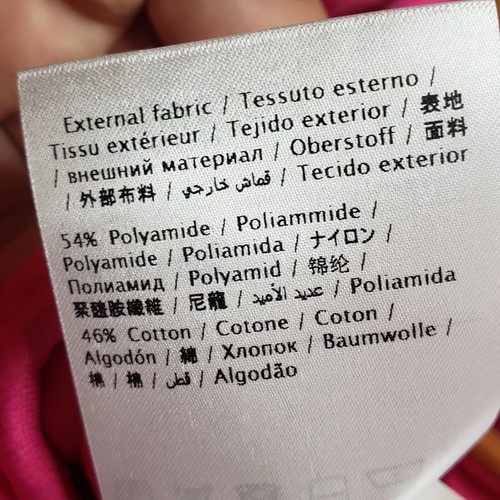 External fabric / Tessuto esterno /
Tissu extérieur / Tejido exterior / 表地
/ внешний материал / Oberstoff / 面料
/ 外部布料 / قماش خارجي / Tecido exterior
54% Polyamide / Poliammide /
Polyamide / Poliamida / ナイロン /
Полиамид / Polyamid / 锦纶 /
聚醯胺纖維 / 尼龍 / عديد الأميد / Poliamida
46% Cotton / Cotone / Coton /
Algodón / 綿 / Хлопок / Baumwolle /
棉 / 棉 / قطن / Algodão